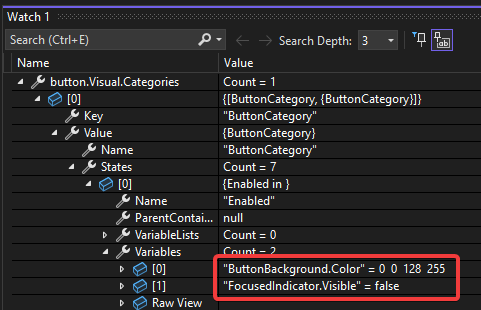 Watch 1
Search (Ctrl+E) Search Depth: 3
Name Value
button.Visual.Categories Count = 1
[0] {[ButtonCategory, {ButtonCategory}]}
Key "ButtonCategory"
Value {ButtonCategory}
Name "ButtonCategory"
States Count = 7
[0] {Enabled in }
Name "Enabled"
ParentContai... null
VariableLists Count = 0
Variables Count = 2
[0] "ButtonBackground.Color" = 0 0 128 255
[1] "FocusedIndicator.Visible" = false
Raw View